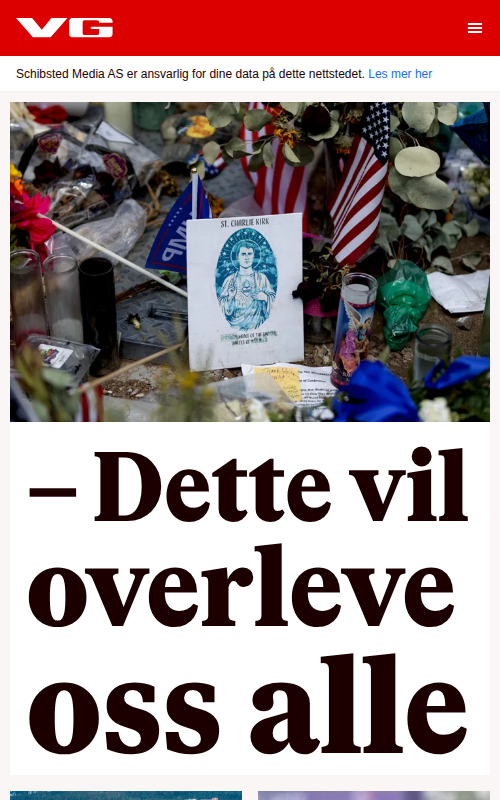 VG
Schibsted Media AS er ansvarlig for dine data på dette nettstedet. Les mer
ST. CHARLIE KIRK
– Dette vil
overleve
oss alle